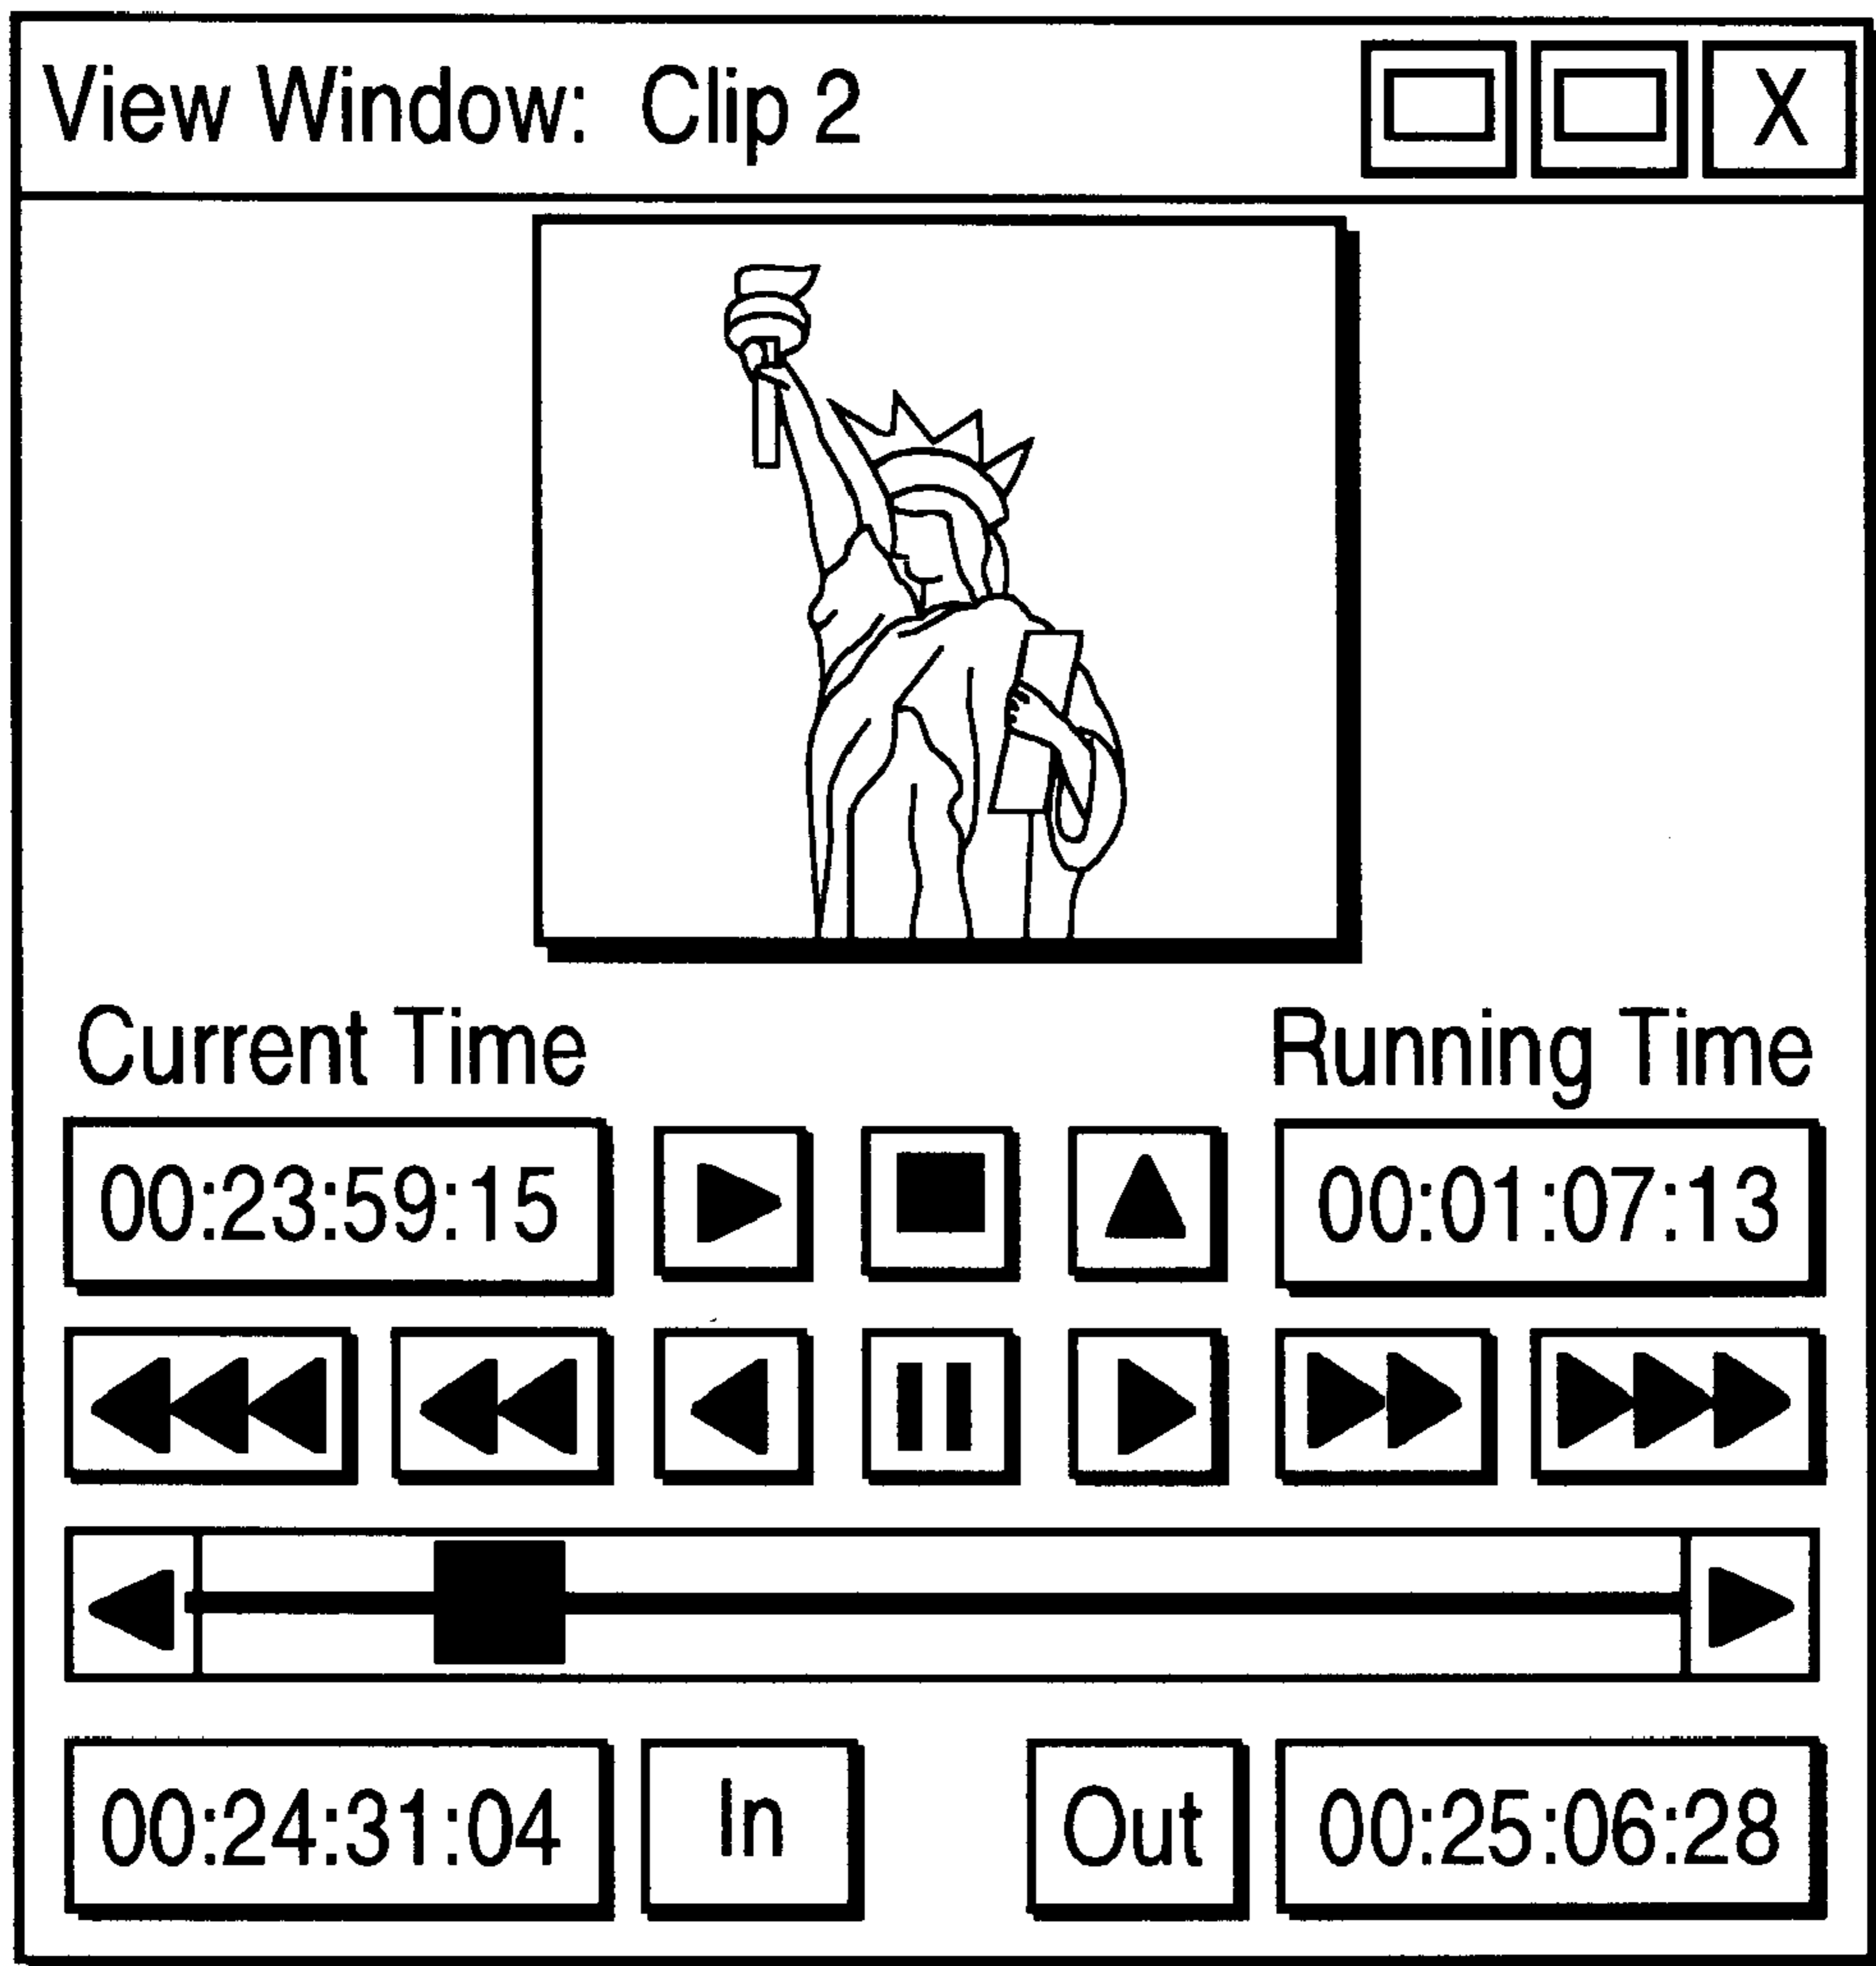 View Window: Clip 2 X
Current Time Running Time
00:23:59:15 00:01:07:13
00:24:31:04 In Out 00:25:06:28